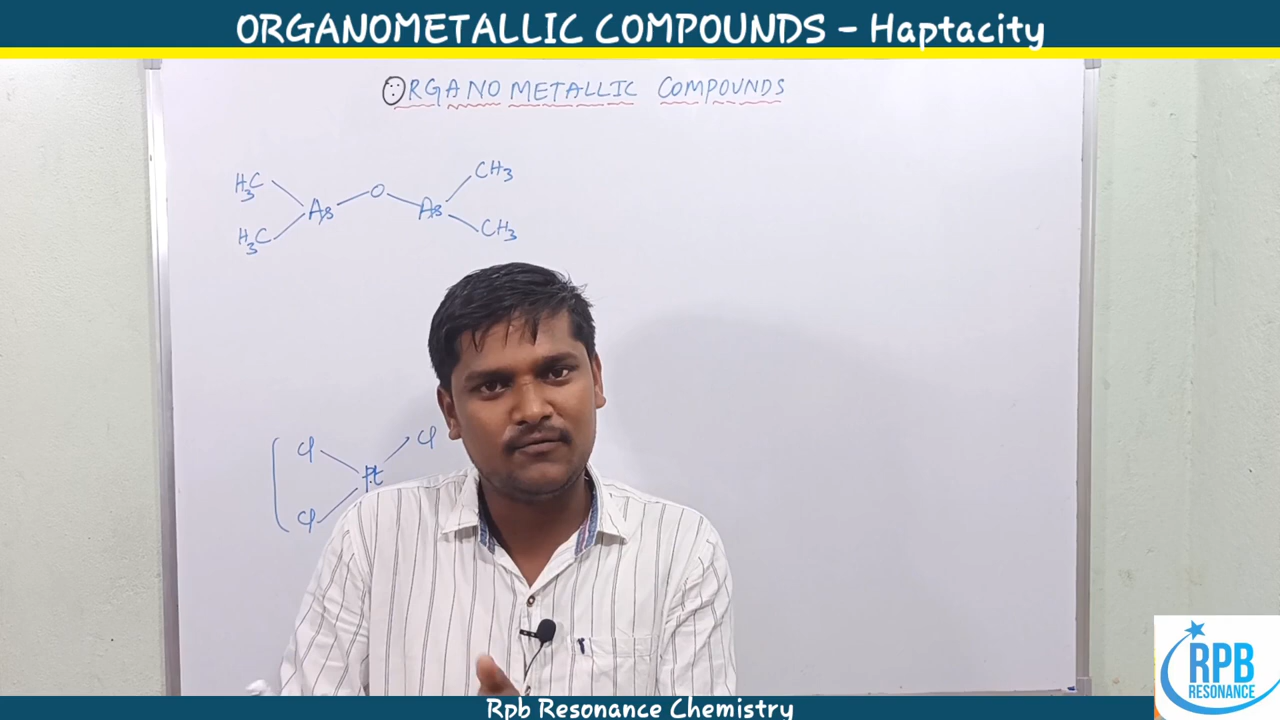 ORGANOMETALLIC COMPOUNDS – Haptacity
ORGANO METALLIC COMPOUNDS
H3C CH3
As O As
H3C CH3
Cl Cl
Pt
Cl
RPB
RESONANCE
Rpb Resonance Chemistry